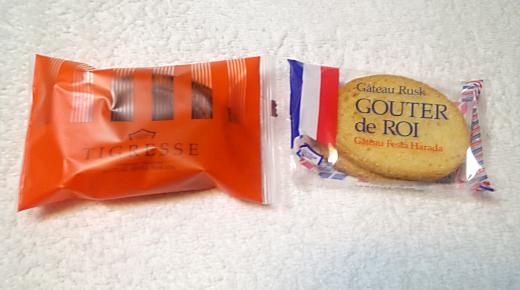 TIGRESSE
Gâteau Rusk
GOUTER
de ROI
Gâteau Festa Harada